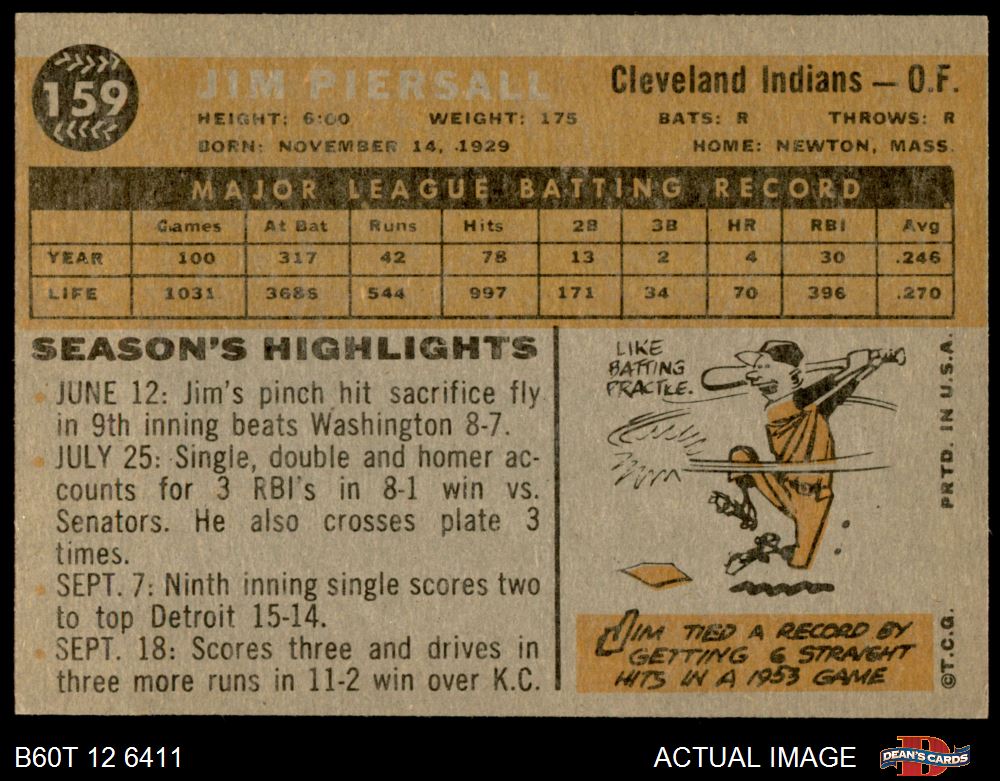 159
JIM PIERSALL
Cleveland Indians — O.F.
HEIGHT: 6:00 WEIGHT: 175 BATS: R THROWS: R
BORN: NOVEMBER 14, 1929 HOME: NEWTON, MASS.
MAJOR LEAGUE BATTING RECORD
Games At Bat Runs Hits 2B 3B HR RBI Avg
YEAR 100 317 42 78 13 2 4 30 .246
LIFE 1031 3685 544 997 171 34 70 396 .270
SEASON'S HIGHLIGHTS
JUNE 12: Jim's pinch hit sacrifice fly
in 9th inning beats Washington 8-7.
JULY 25: Single, double and homer ac-
counts for 3 RBI's in 8-1 win vs.
Senators. He also crosses plate 3
times.
SEPT. 7: Ninth inning single scores two
to top Detroit 15-14.
SEPT. 18: Scores three and drives in
three more runs in 11-2 win over K.C.
LIKE
BATTING
PRACTICE.
JIM TIED A RECORD BY
GETTING 6 STRAIGHT
HITS IN A 1953 GAME
PRTD. IN U.S.A.
©T.C.G.
B60T 12 6411
ACTUAL IMAGE
DEAN'S CARDS